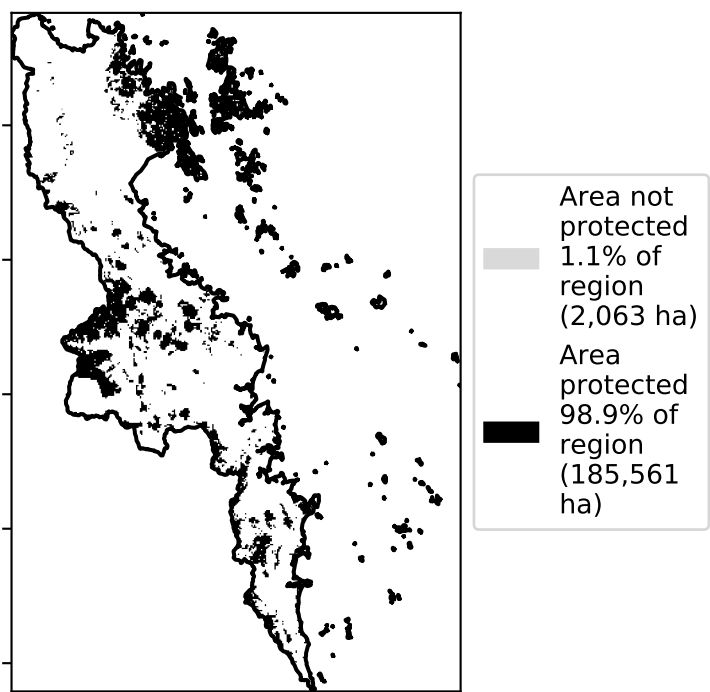 Area not
protected
1.1% of
region
(2,063 ha)
Area
protected
98.9% of
region
(185,561
ha)